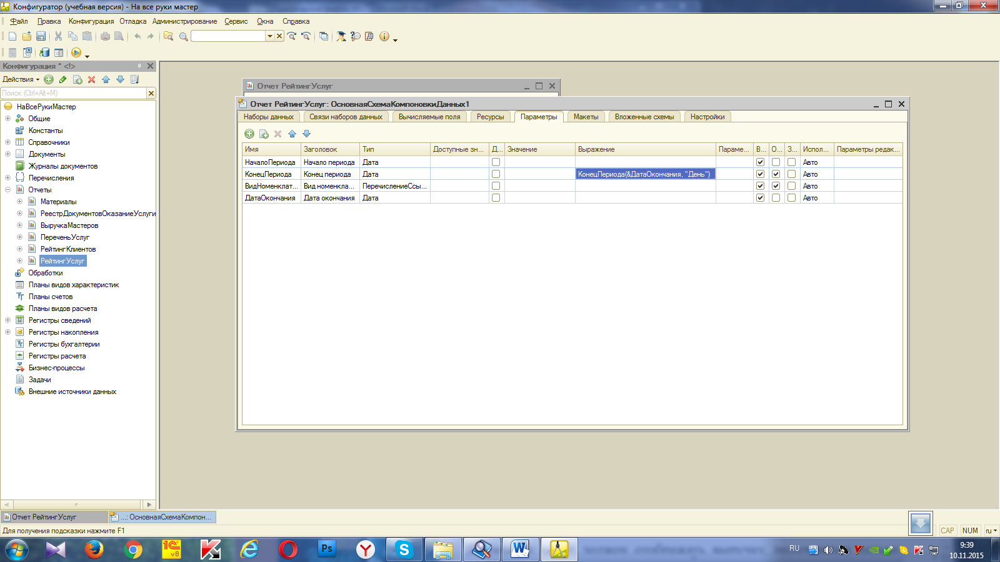 Конфигуратор (учебная версия) - На все руки мастер
Файл Правка Конфигурация Отладка Администрирование Сервис Окна Справка
Конфигурация * <!>
Действия
Поиск (Ctrl+Alt+M)
НаВсеРукиМастер
Общие
Константы
Справочники
Документы
Журналы документов
Перечисления
Отчеты
Материалы
РеестрДокументовОказаниеУслуги
ВыручкаМастеров
ПереченьУслуг
РейтингКлиентов
РейтингУслуг
Обработки
Планы видов характеристик
Планы счетов
Планы видов расчета
Регистры сведений
Регистры накопления
Регистры бухгалтерии
Регистры расчета
Бизнес-процессы
Задачи
Внешние источники данных
Отчет РейтингУслуг
Отчет РейтингУслуг: ОсновнаяСхемаКомпоновкиДанных1
Наборы данных Связи наборов данных Вычисляемые поля Ресурсы Параметры Макеты Вложенные схемы Настройки
Имя Заголовок Тип Доступные зн... Д... Значение Выражение Параме... В... О... З... Испол... Параметры редак...
НачалоПериода Начало периода Дата Авто
КонецПериода Конец периода Дата КонецПериода(&ДатаОкончания, "День") Авто
ВидНоменклат... Вид номенкла... ПеречислениеСсы... Авто
ДатаОкончания Дата окончания Дата Авто
Отчет РейтингУслуг ...: ОсновнаяСхемаКомпон...
Для получения подсказки нажмите F1 CAP NUM ru
1С v8 Ps RU 9:39
10.11.2015